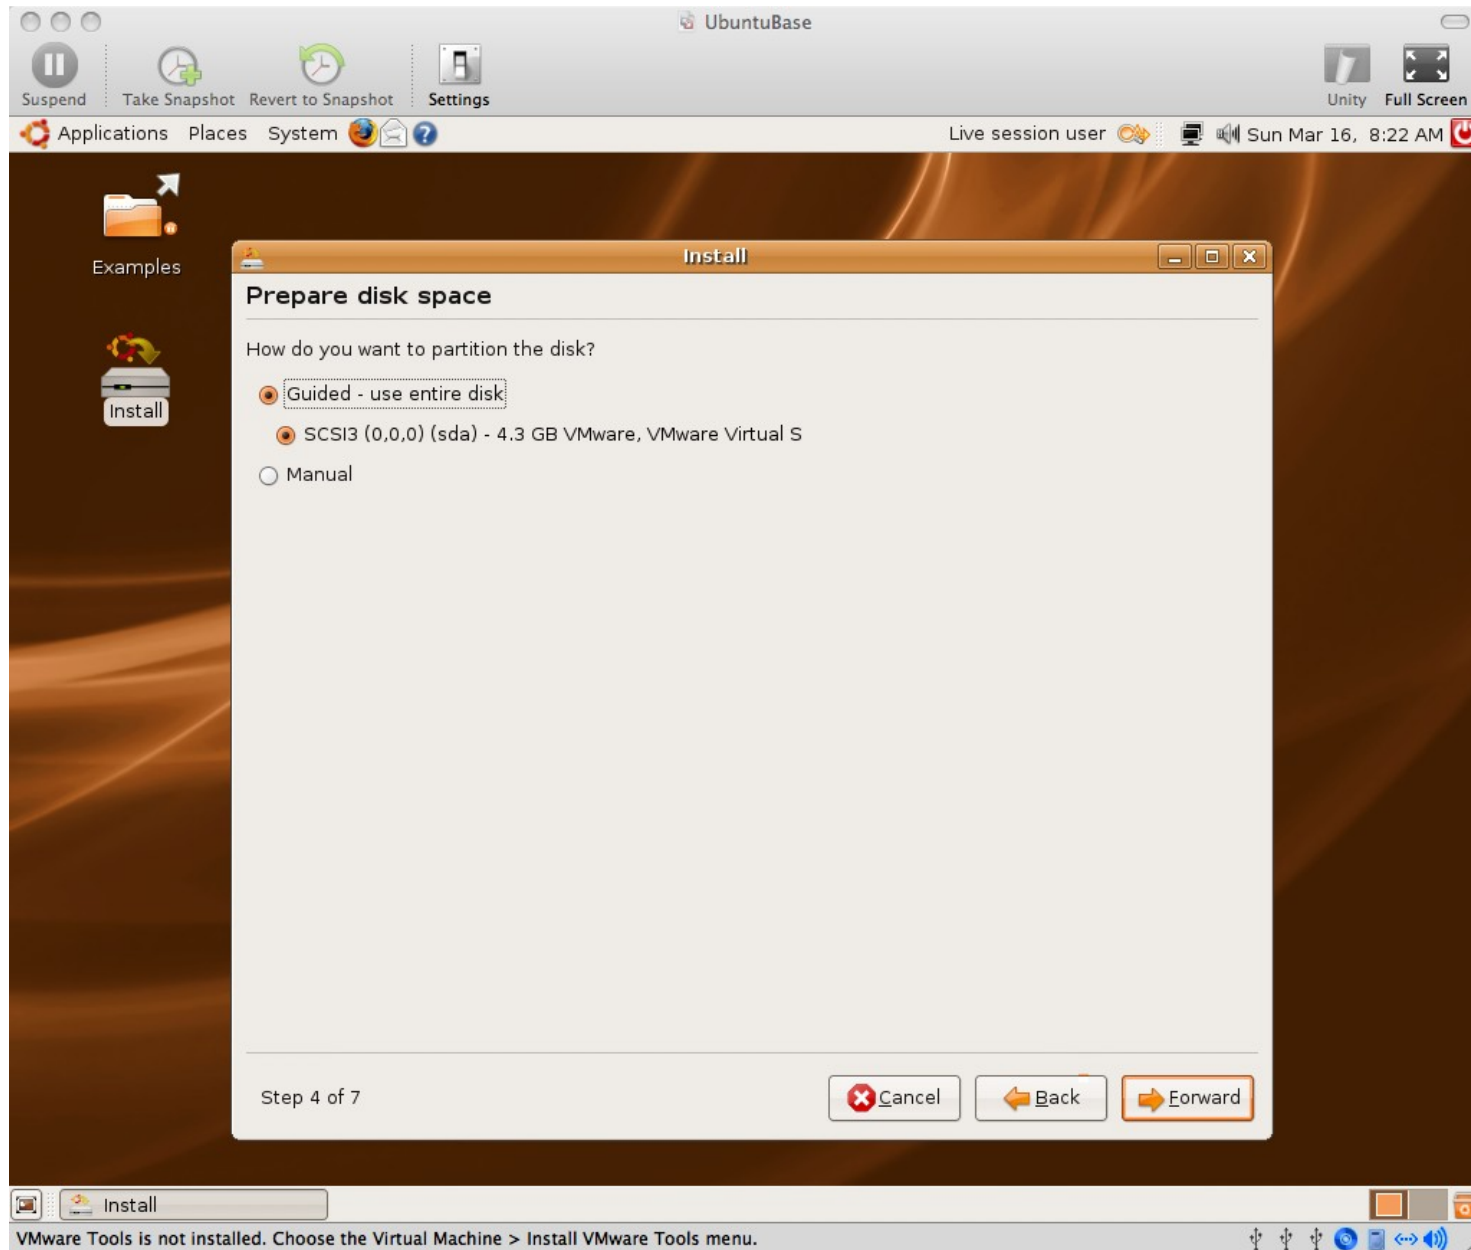 UbuntuBase
Suspend Take Snapshot Revert to Snapshot Settings Unity Full Screen
Applications Places System Live session user Sun Mar 16, 8:22 AM
Examples
Install
Install
Prepare disk space
How do you want to partition the disk?
Guided - use entire disk
SCSI3 (0,0,0) (sda) - 4.3 GB VMware, VMware Virtual S
Manual
Step 4 of 7 Cancel Back Forward
Install
VMware Tools is not installed. Choose the Virtual Machine > Install VMware Tools menu.